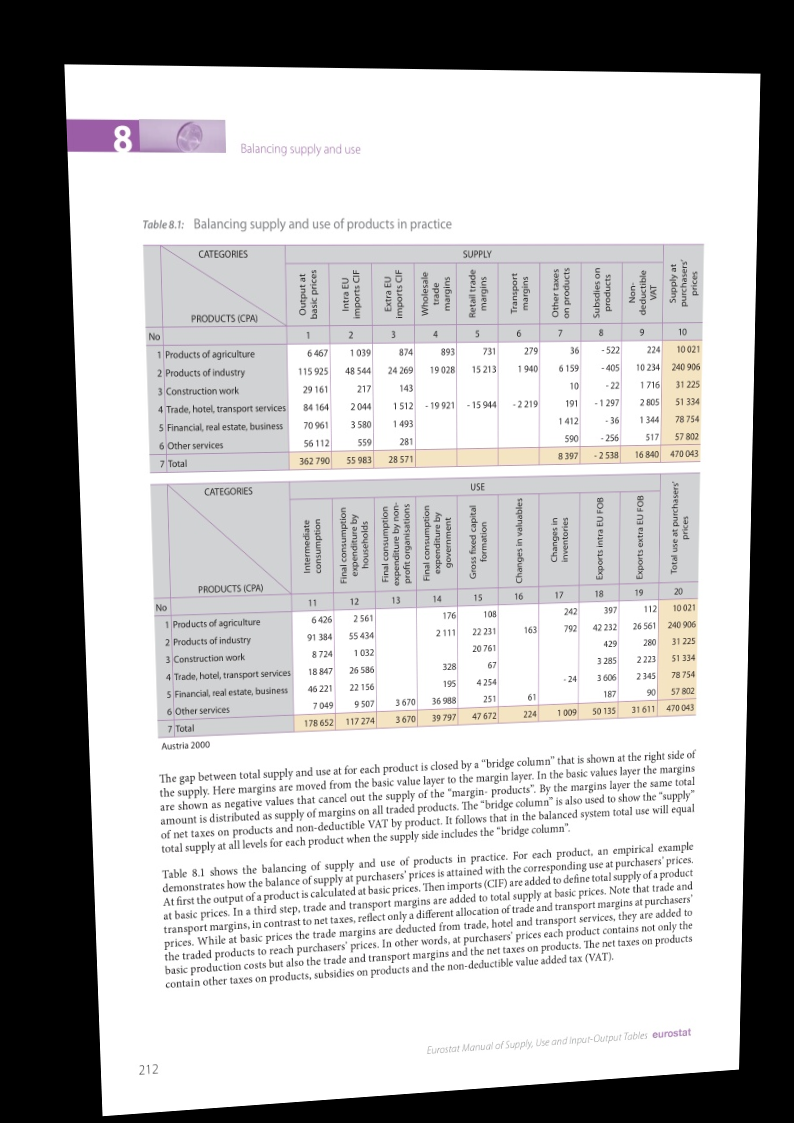 8
Balancing supply and use
Table 8.1: Balancing supply and use of products in practice
CATEGORIES SUPPLY
PRODUCTS (CPA) Output at basic prices Intra EU imports CIF Extra EU imports CIF Wholesale trade margins Retail trade margins Transport margins Other taxes on products Subsdies on products Non-deductible VAT Supply at purchasers' prices
No 1 2 3 4 5 6 7 8 9 10
1 Products of agriculture 6 467 1 039 874 893 731 279 36 - 522 224 10 021
2 Products of industry 115 925 48 544 24 269 19 028 15 213 1 940 6 159 - 405 10 234 240 906
3 Construction work 29 161 217 143 10 - 22 1 716 31 225
4 Trade, hotel, transport services 84 164 2 044 1 512 - 19 921 - 15 944 - 2 219 191 - 1 297 2 805 51 334
5 Financial, real estate, business 70 961 3 580 1 493 1 412 - 36 1 344 78 754
6 Other services 56 112 559 281 590 - 256 517 57 802
7 Total 362 790 55 983 28 571 8 397 - 2 538 16 840 470 043
CATEGORIES USE
PRODUCTS (CPA) Intermediate consumption Final consumption expenditure by households Final consumption expenditure by non-profit organisations Final consumption expenditure by government Gross fixed capital formation Changes in valuables Changes in inventories Exports intra EU FOB Exports extra EU FOB Total use at purchasers' prices
No 11 12 13 14 15 16 17 18 19 20
1 Products of agriculture 6 426 2 561 176 108 242 397 112 10 021
2 Products of industry 91 384 55 434 2 111 22 231 163 792 42 232 26 561 240 906
3 Construction work 8 724 1 032 20 761 429 280 31 225
4 Trade, hotel, transport services 18 847 26 586 328 67 3 285 2 223 51 334
5 Financial, real estate, business 46 221 22 156 195 4 254 - 24 3 606 2 345 78 754
6 Other services 7 049 9 507 3 670 36 988 251 61 187 90 57 802
7 Total 178 652 117 274 3 670 39 797 47 672 224 1 009 50 135 31 611 470 043
Austria 2000
The gap between total supply and use at for each product is closed by a “bridge column” that is shown at the right side of
the supply. Here margins are moved from the basic value layer to the margin layer. In the basic values layer the margins
are shown as negative values that cancel out the supply of the “margin- products”. By the margins layer the same total
amount is distributed as supply of margins on all traded products. The “bridge column” is also used to show the “supply”
of net taxes on products and non-deductible VAT by product. It follows that in the balanced system total use will equal
total supply at all levels for each product when the supply side includes the “bridge column”.
Table 8.1 shows the balancing of supply and use of products in practice. For each product, an empirical example
demonstrates how the balance of supply at purchasers’ prices is attained with the corresponding use at purchasers’ prices.
At first the output of a product is calculated at basic prices. Then imports (CIF) are added to define total supply of a product
at basic prices. In a third step, trade and transport margins are added to total supply at basic prices. Note that trade and
transport margins, in contrast to net taxes, reflect only a different allocation of trade and transport margins at purchasers’
prices. While at basic prices the trade margins are deducted from trade, hotel and transport services, they are added to
the traded products to reach purchasers’ prices. In other words, at purchasers’ prices each product contains not only the
basic production costs but also the trade and transport margins and the net taxes on products. The net taxes on products
contain other taxes on products, subsidies on products and the non-deductible value added tax (VAT).
Eurostat Manual of Supply, Use and Input-Output Tables eurostat
212